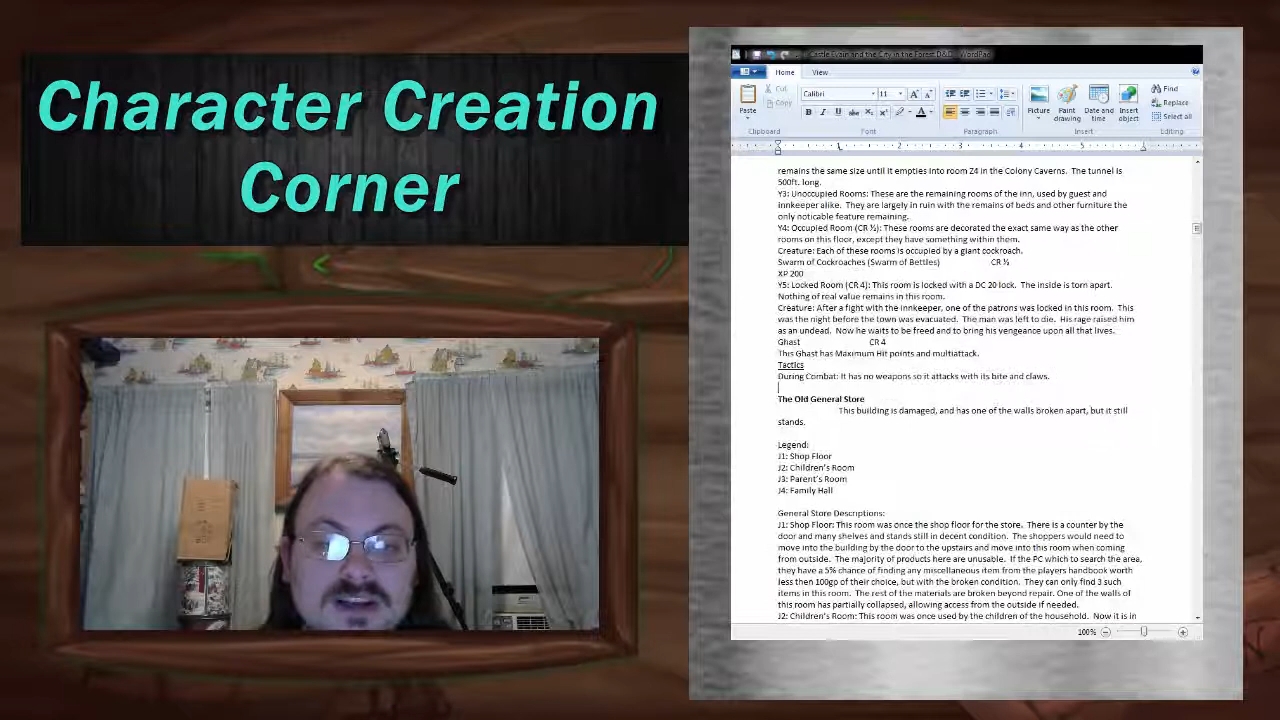 Character Creation
Corner
Castle Evain and the City in the Forest D&D - WordPad
Home
View
Paste
Cut
Copy
Calibri
11
Find
Replace
Select all
Picture
Paint
drawing
Date and
time
Insert
object
Clipboard
Font
Paragraph
Insert
Editing
remains the same size until it empties into room Z4 in the Colony Caverns. The tunnel is
500ft. long.
Y3: Unoccupied Rooms: These are the remaining rooms of the inn, used by guest and
innkeeper alike. They are largely in ruin with the remains of beds and other furniture the
only noticable feature remaining.
Y4: Occupied Room (CR ½): These rooms are decorated the exact same way as the other
rooms on this floor, except they have something within them.
Creature: Each of these rooms is occupied by a giant cockroach.
Swarm of Cockroaches (Swarm of Bettles) CR ½
XP 200
Y5: Locked Room (CR 4): This room is locked with a DC 20 lock. The inside is torn apart.
Nothing of real value remains in this room.
Creature: After a fight with the innkeeper, one of the patrons was locked in this room. This
was the night before the town was evacuated. The man was left to die. His rage raised him
as an undead. Now he waits to be freed and to bring his vengeance upon all that lives.
Ghast CR 4
This Ghast has Maximum Hit points and multiattack.
Tactics
During Combat: It has no weapons so it attacks with its bite and claws.
The Old General Store
This building is damaged, and has one of the walls broken apart, but it still
stands.
Legend:
J1: Shop Floor
J2: Children's Room
J3: Parent's Room
J4: Family Hall
General Store Descriptions:
J1: Shop Floor: This room was once the shop floor for the store. There is a counter by the
door and many shelves and stands still in decent condition. The shoppers would need to
move into the building by the door to the upstairs and move into this room when coming
from outside. The majority of products here are unusable. If the PC which to search the area,
they have a 5% chance of finding any miscellaneous item from the players handbook worth
less then 100gp of their choice, but with the broken condition. They can only find 3 such
items in this room. The rest of the materials are broken beyond repair. One of the walls of
this room has partially collapsed, allowing access from the outside if needed.
J2: Children's Room: This room was once used by the children of the household. Now it is in
100%